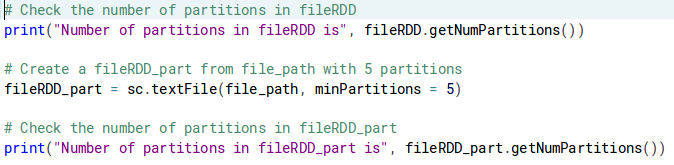 # Check the number of partitions in fileRDD
print("Number of partitions in fileRDD is", fileRDD.getNumPartitions())
# Create a fileRDD_part from file_path with 5 partitions
fileRDD_part = sc.textFile(file_path, minPartitions = 5)
# Check the number of partitions in fileRDD_part
print("Number of partitions in fileRDD_part is", fileRDD_part.getNumPartitions())